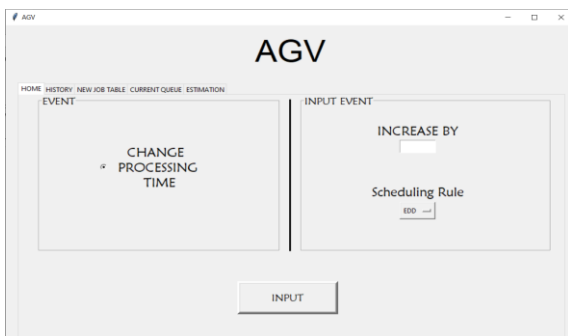 AGV
AGV
HOME HISTORY NEW JOB TABLE CURRENT QUEUE ESTIMATION
EVENT
CHANGE
PROCESSING
TIME
INPUT EVENT
INCREASE BY
Scheduling Rule
EDD
INPUT